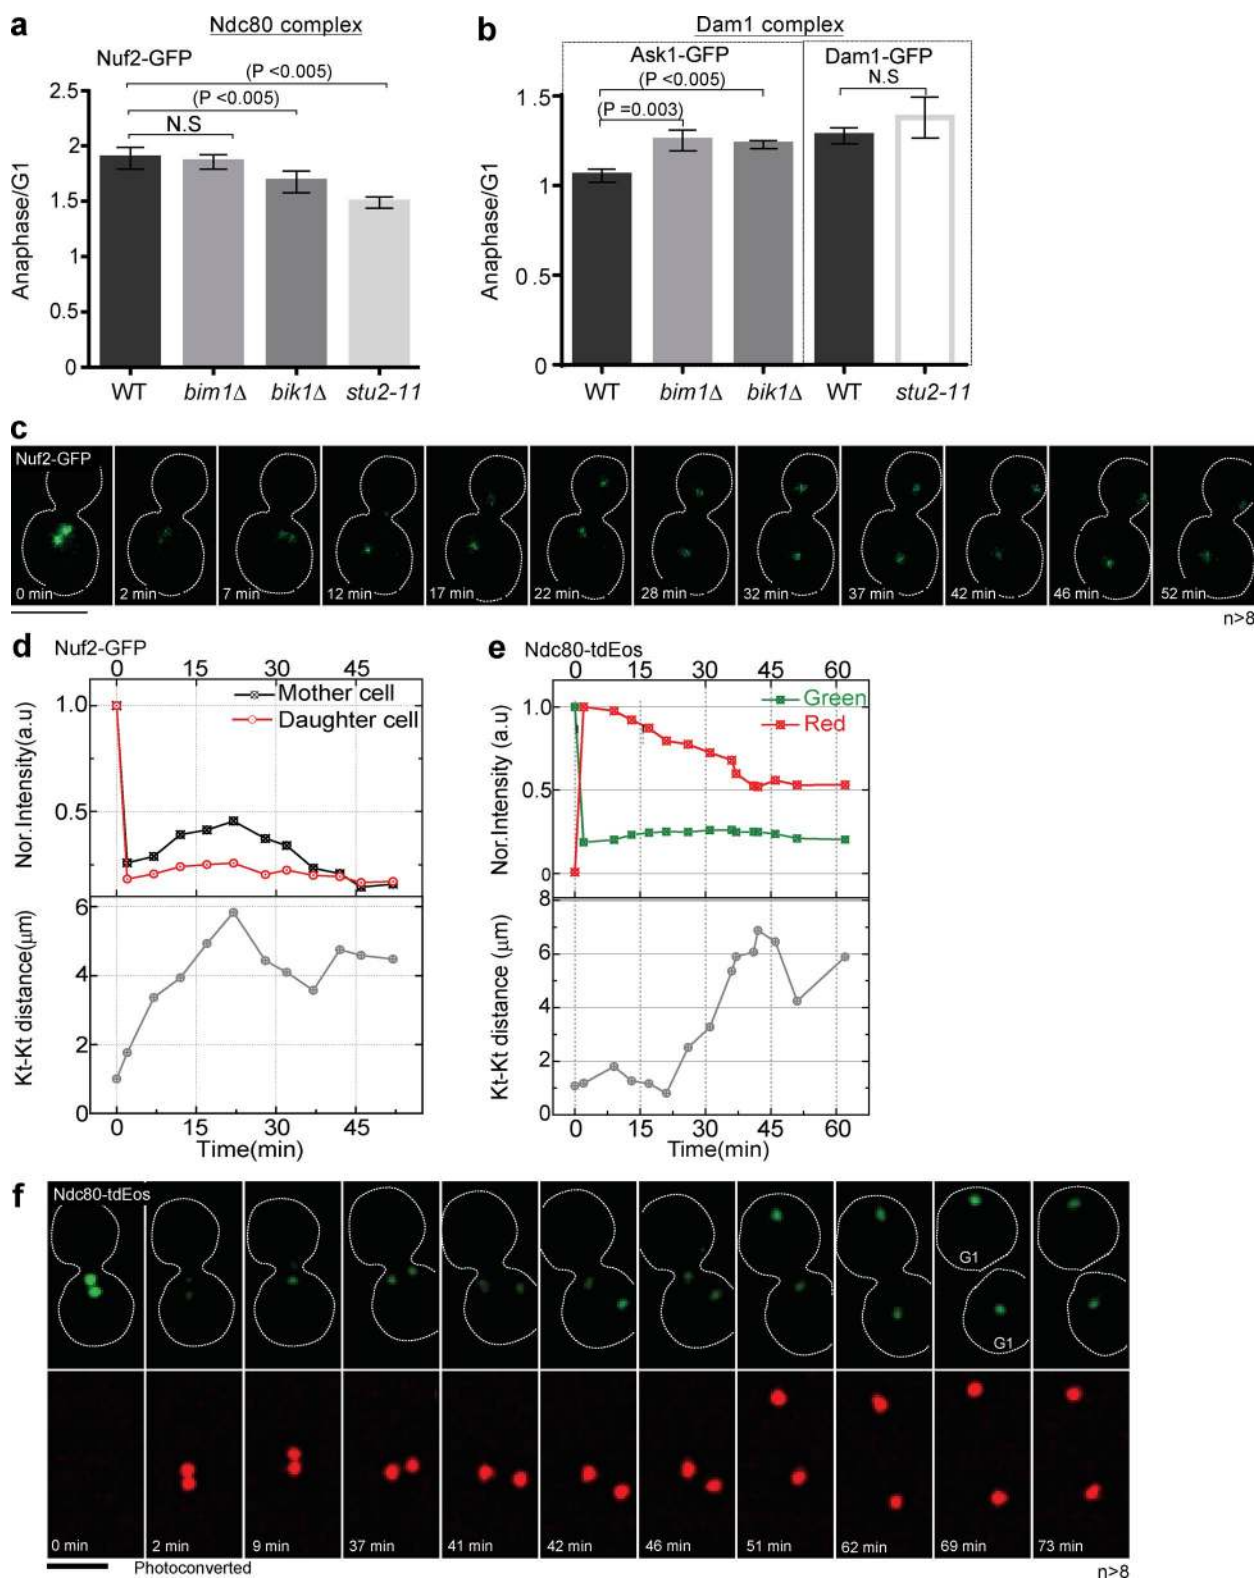 a
Ndc80 complex
Nuf2-GFP
(P <0.005)
(P <0.005)
N.S
2.5
2
1.5
1
0.5
0
Anaphase/G1
WT
bim1Δ
bik1Δ
stu2-11
b
Dam1 complex
Ask1-GFP
Dam1-GFP
(P <0.005)
N.S
(P =0.003)
1.5
1
0.5
0
Anaphase/G1
WT
bim1Δ
bik1Δ
WT
stu2-11
c
Nuf2-GFP
0 min
2 min
7 min
12 min
17 min
22 min
28 min
32 min
37 min
42 min
46 min
52 min
n>8
d
Nuf2-GFP
0 15 30 45
Mother cell
Daughter cell
1.0
0.5
Nor.Intensity(a.u)
6
4
2
0
Kt-Kt distance(μm)
0 15 30 45
Time(min)
e
Ndc80-tdEos
0 15 30 45 60
Green
Red
1.0
0.5
0
Nor.Intensity (a.u)
8
6
4
2
0
Kt-Kt distance (μm)
0 15 30 45 60
Time(min)
f
Ndc80-tdEos
G1
G1
0 min
2 min
9 min
37 min
41 min
42 min
46 min
51 min
62 min
69 min
73 min
Photoconverted
n>8